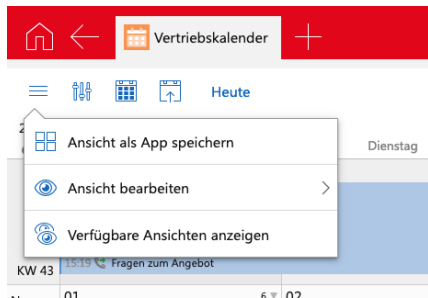 Vertriebskalender
Heute
Ansicht als App speichern
Dienstag
Ansicht bearbeiten
Verfügbare Ansichten anzeigen
15:19 Fragen zum Angebot
KW 43
01 6 02